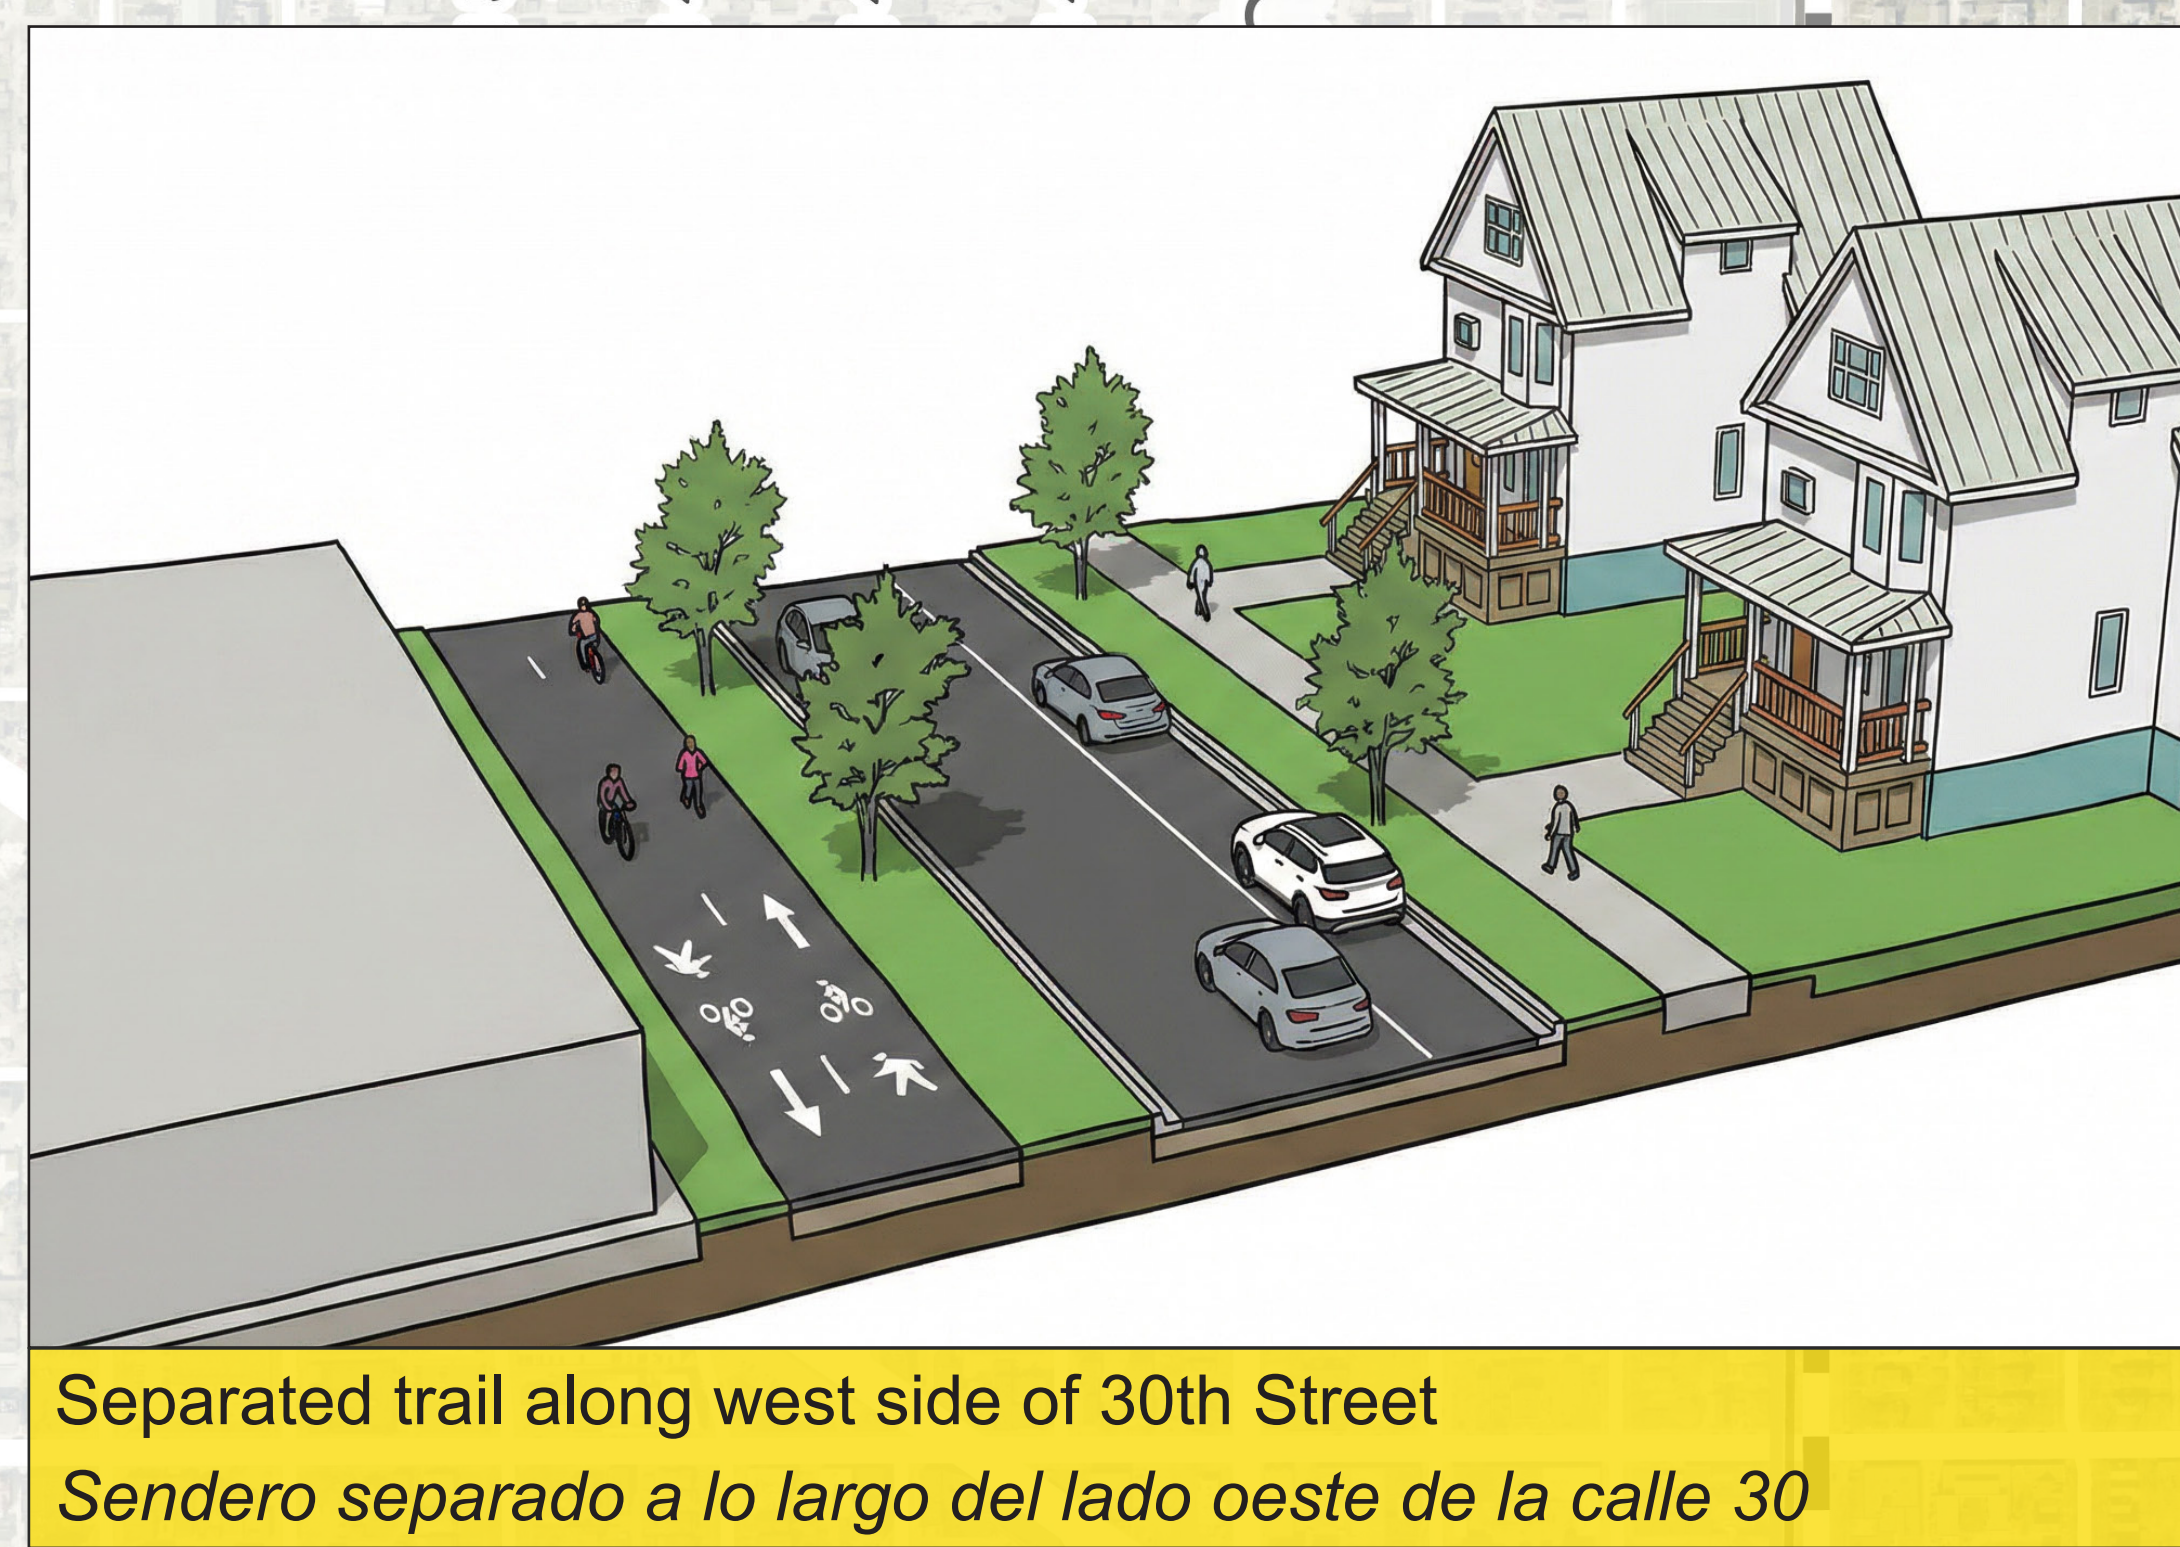 Separated trail along west side of 30th Street
Sendero separado a lo largo del lado oeste de la calle 30